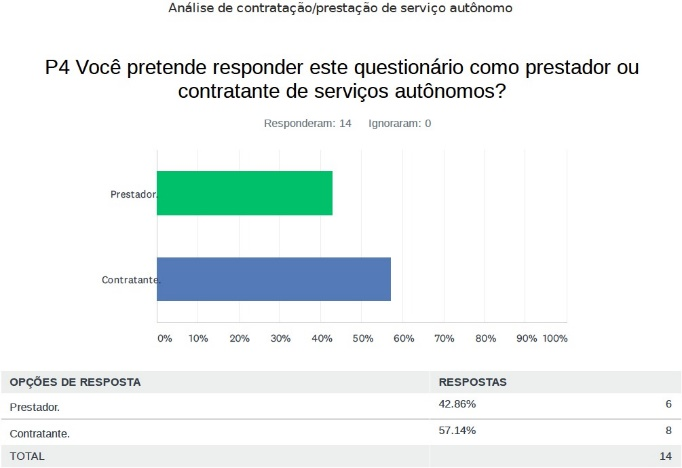 Análise de contratação/prestação de serviço autônomo
P4 Você pretende responder este questionário como prestador ou
contratante de serviços autônomos?
Responderam: 14 Ignoraram: 0
Prestador.
Contratante.
0% 10% 20% 30% 40% 50% 60% 70% 80% 90% 100%
OPÇÕES DE RESPOSTA RESPOSTAS
Prestador. 42.86% 6
Contratante. 57.14% 8
TOTAL 14